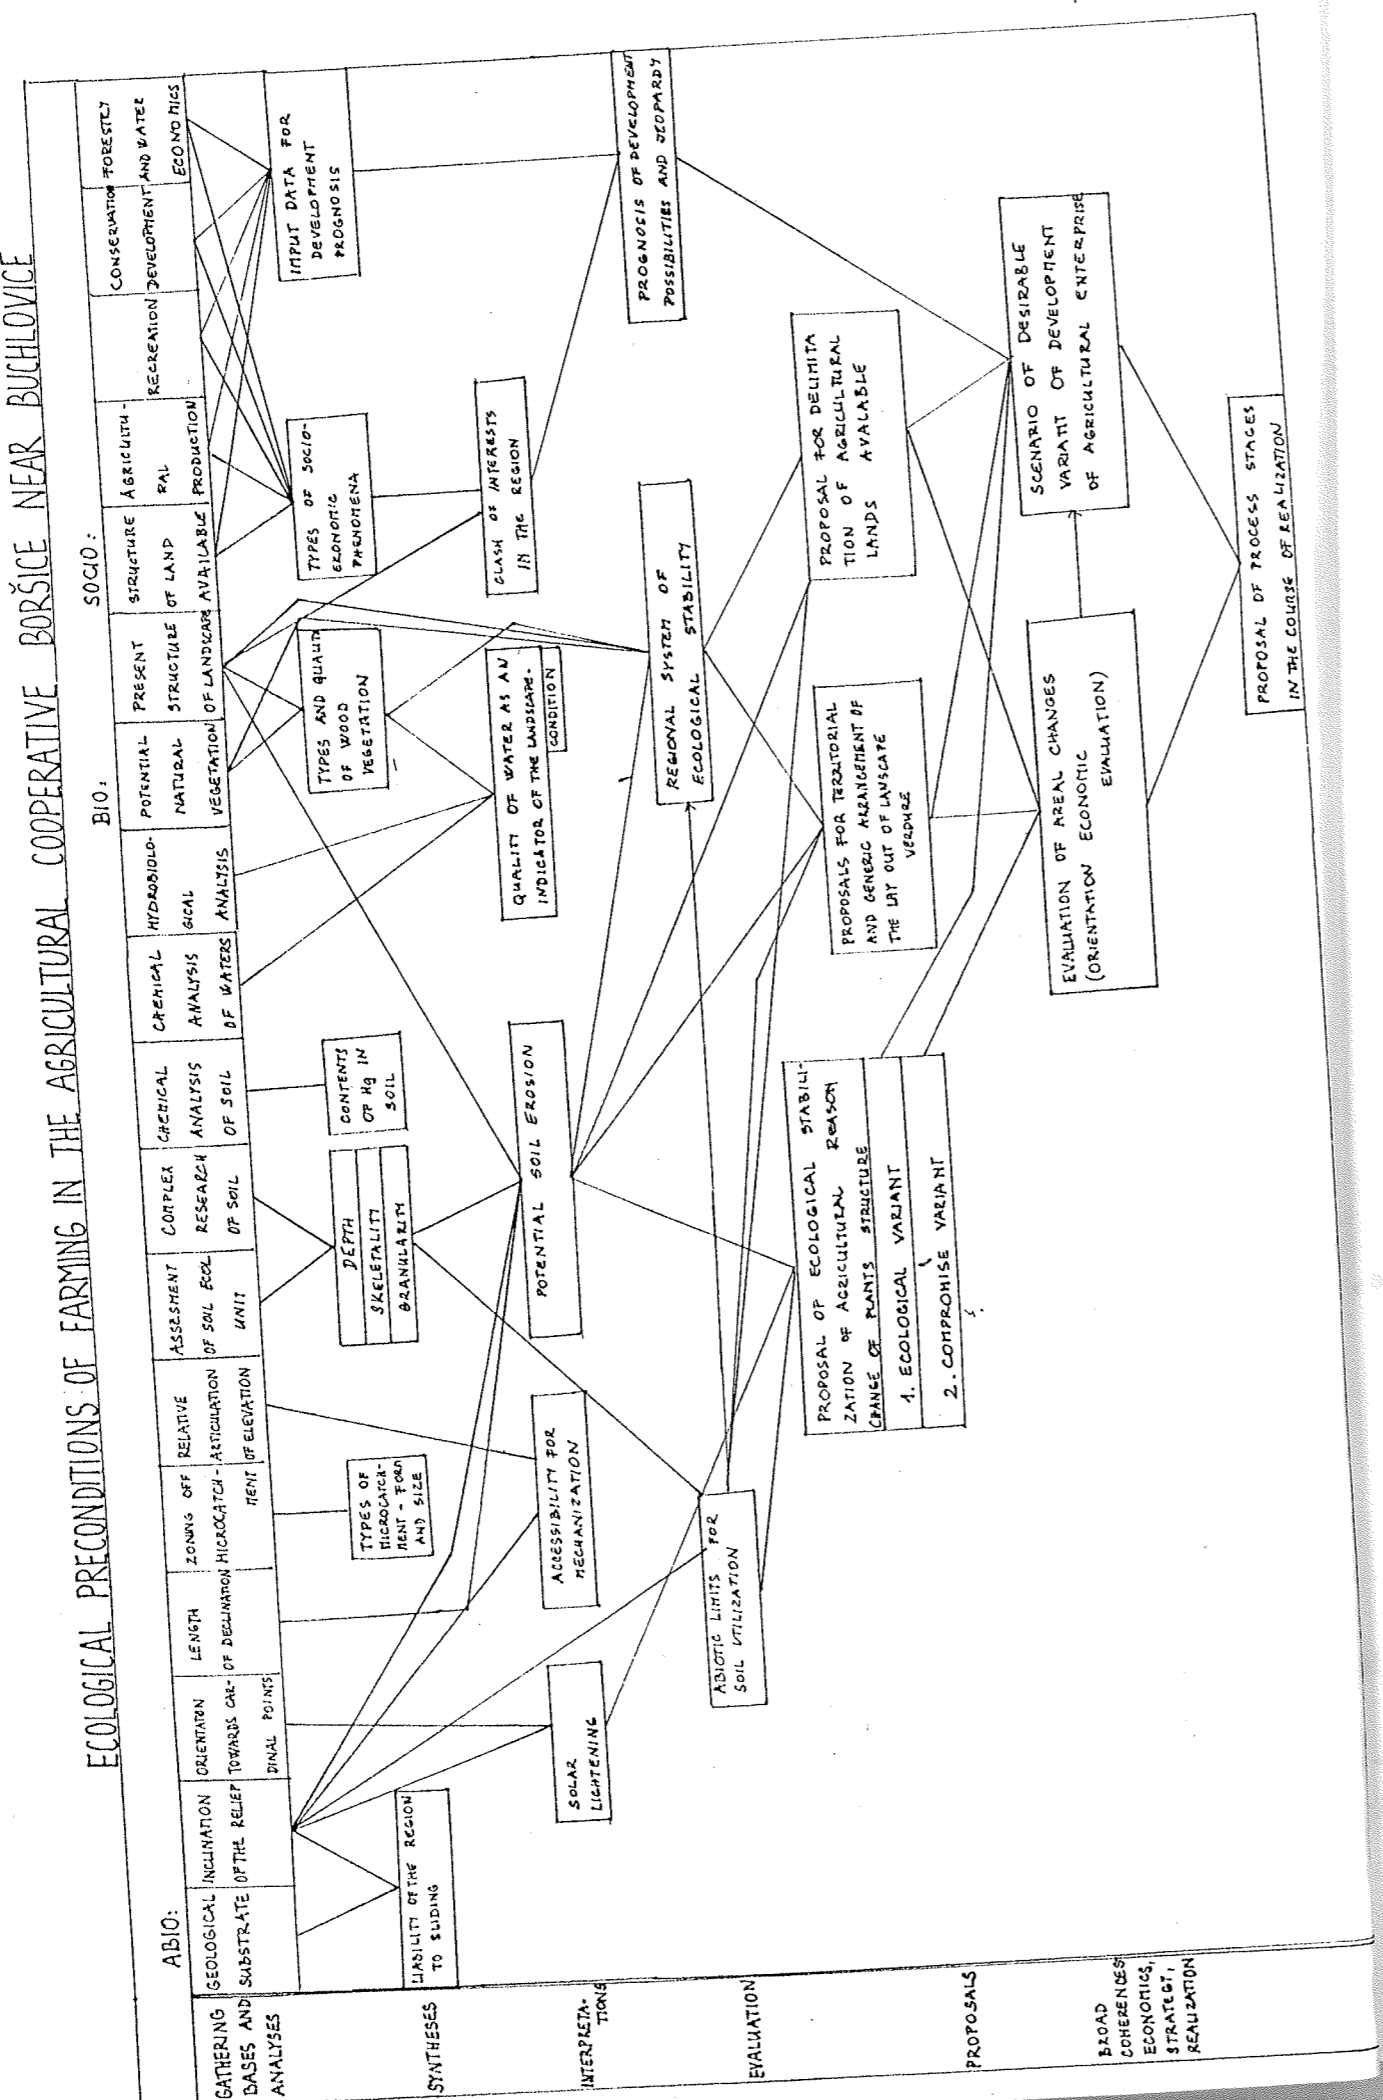 ECOLOGICAL PRECONDITIONS OF FARMING IN THE AGRICULTURAL COOPERATIVE BORŠICE NEAR BUCHLOVICE
ABIO:
BIO:
SOCIO:
GATHERING
BASES AND
ANALYSES
GEOLOGICAL
SUBSTRATE
INCLINATION
OF THE RELIEF
ORIENTATON
TOWARDS CAR-
DINAL POINTS
LENGTH
OF DECLINATION
ZONING OFF
MICROCATCH-
MENT
RELATIVE
ARTICULATION
OF ELEVATION
ASSESMENT
OF SOIL ECOL.
UNIT
COMPLEX
RESEARCH
OF SOIL
CHEMICAL
ANALYSIS
OF SOIL
CHEMICAL
ANALYSIS
OF WATERS
HYDROBIOLO-
GICAL
ANALYSIS
POTENTIAL
NATURAL
VEGETATION
PRESENT
STRUCTURE
OF LANDSCAPE
STRUCTURE
OF LAND
AVAILABLE
AGRICULTU-
RAL
PRODUCTION
RECREATION
CONSERVATION
DEVELOPMENT
FORESTRY
AND WATER
ECONOMICS
SYNTHESES
LIABILITY OF THE REGION
TO SLIDING
TYPES OF
MICROCATCH-
MENT - FORM
AND SIZE
DEPTH
SKELETALITY
GRANULARITY
CONTENTS
OF Hg IN
SOIL
TYPES AND QUALITY
OF WOOD
VEGETATION
TYPES OF SOCIO-
EKONOMIC
PHENOMENA
INPUT DATA FOR
DEVELOPMENT
PROGNOSIS
INTERPRETA-
TIONS
SOLAR
LIGHTENING
ACCESSIBILITY FOR
MECHANIZATION
POTENTIAL SOIL EROSION
QUALITY OF WATER AS AN
INDICATOR OF THE LANDSCAPE-
CONDITION
CLASH OF INTERESTS
IN THE REGION
PROGNOSIS OF DEVELOPMENT
POSSIBILITIES AND JEOPARDY
EVALUATION
ABIOTIC LIMITS FOR
SOIL UTILIZATION
REGIONAL SYSTEM OF
ECOLOGICAL STABILITY
PROPOSALS
PROPOSAL OF ECOLOGICAL STABILI-
ZATION OF AGRICULTURAL REASON
CHANGE OF PLANTS STRUCTURE
1. ECOLOGICAL VARIANT
2. COMPROMISE VARIANT
PROPOSALS FOR TERRITORIAL
AND GENERIC ARRANGEMENT OF
THE LAY OUT OF LANSCAPE
VERDURE
PROPOSAL FOR DELIMITA
TION OF AGRICULTURAL
LANDS AVALABLE
BROAD
COHERENCES
ECONOMICS,
STRATEGY,
REALIZATION
EVALUATION OF AREAL CHANGES
(ORIENTATION ECONOMIC
EVALUATION)
SCENARIO OF DESIRABLE
VARIANT OF DEVELOPMENT
OF AGRICULTURAL ENTERPRISE
PROPOSAL OF PROCESS STAGES
IN THE COURSE OF REALIZATION